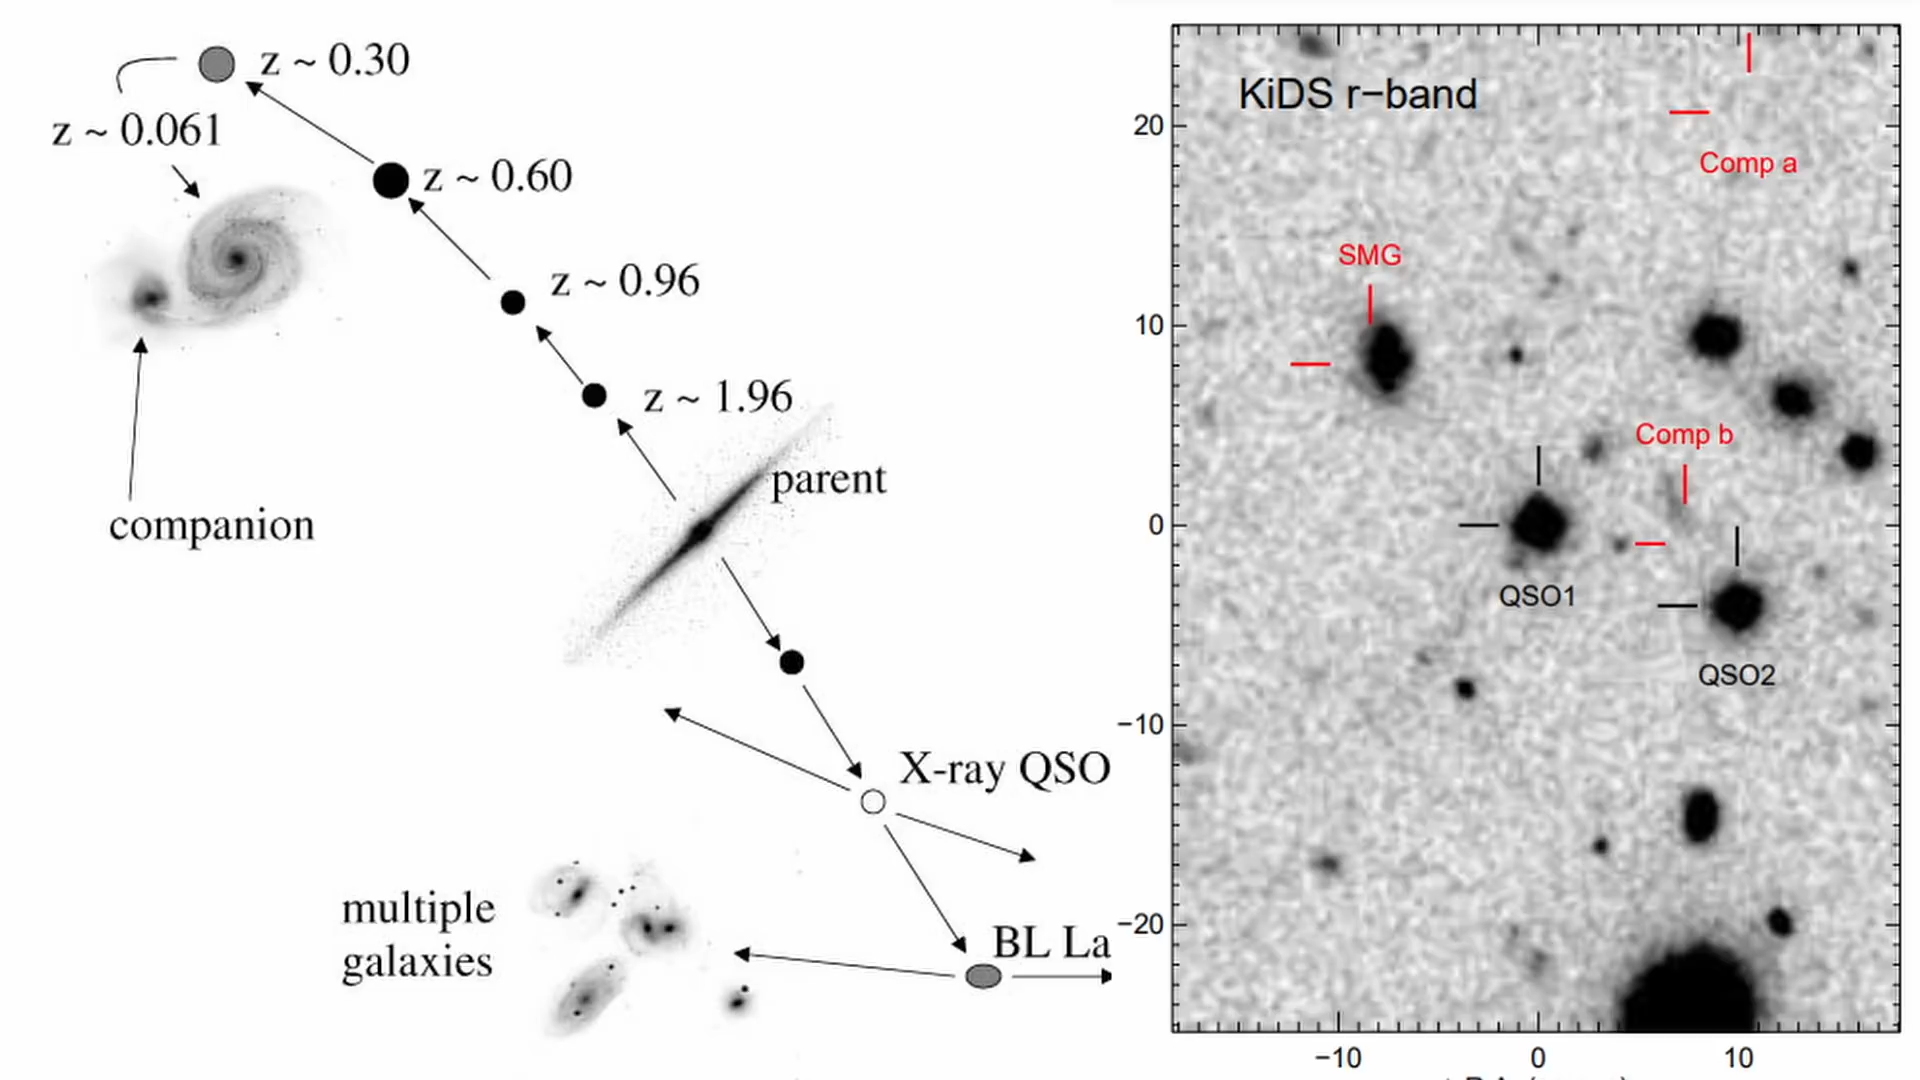 z ~ 0.30
z ~ 0.061
z ~ 0.60
z ~ 0.96
z ~ 1.96
parent
companion
X-ray QSO
multiple
galaxies
BL La
KiDS r−band
Comp a
SMG
Comp b
QSO1
QSO2
20
10
0
−10
−20
−10 0 10